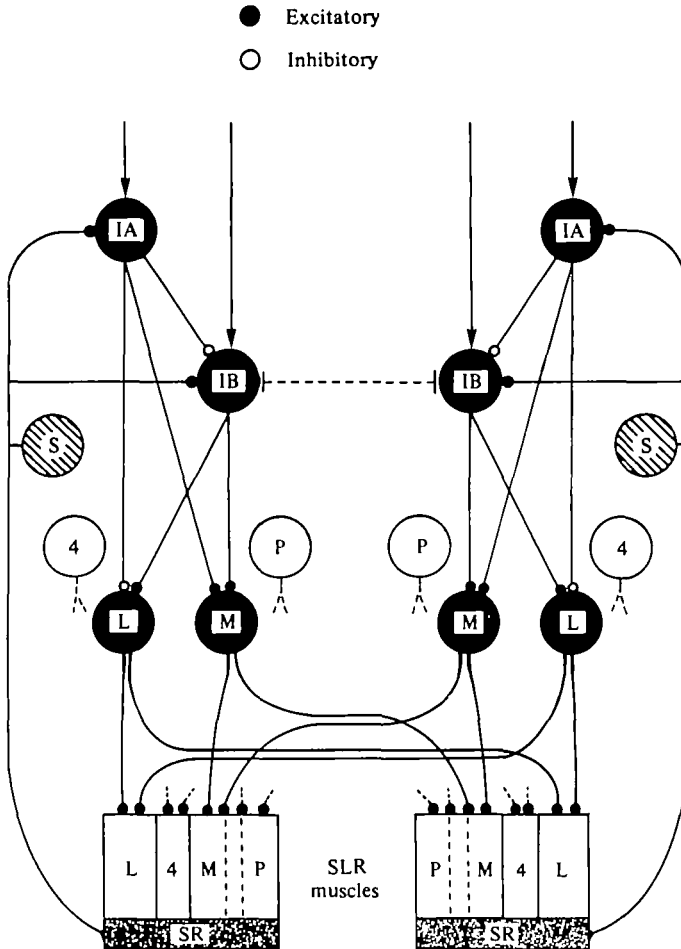 Excitatory
Inhibitory
IA IA
IB IB
S S
4 P P 4
L M M L
L 4 M P SLR muscles P M 4 L
SR SR